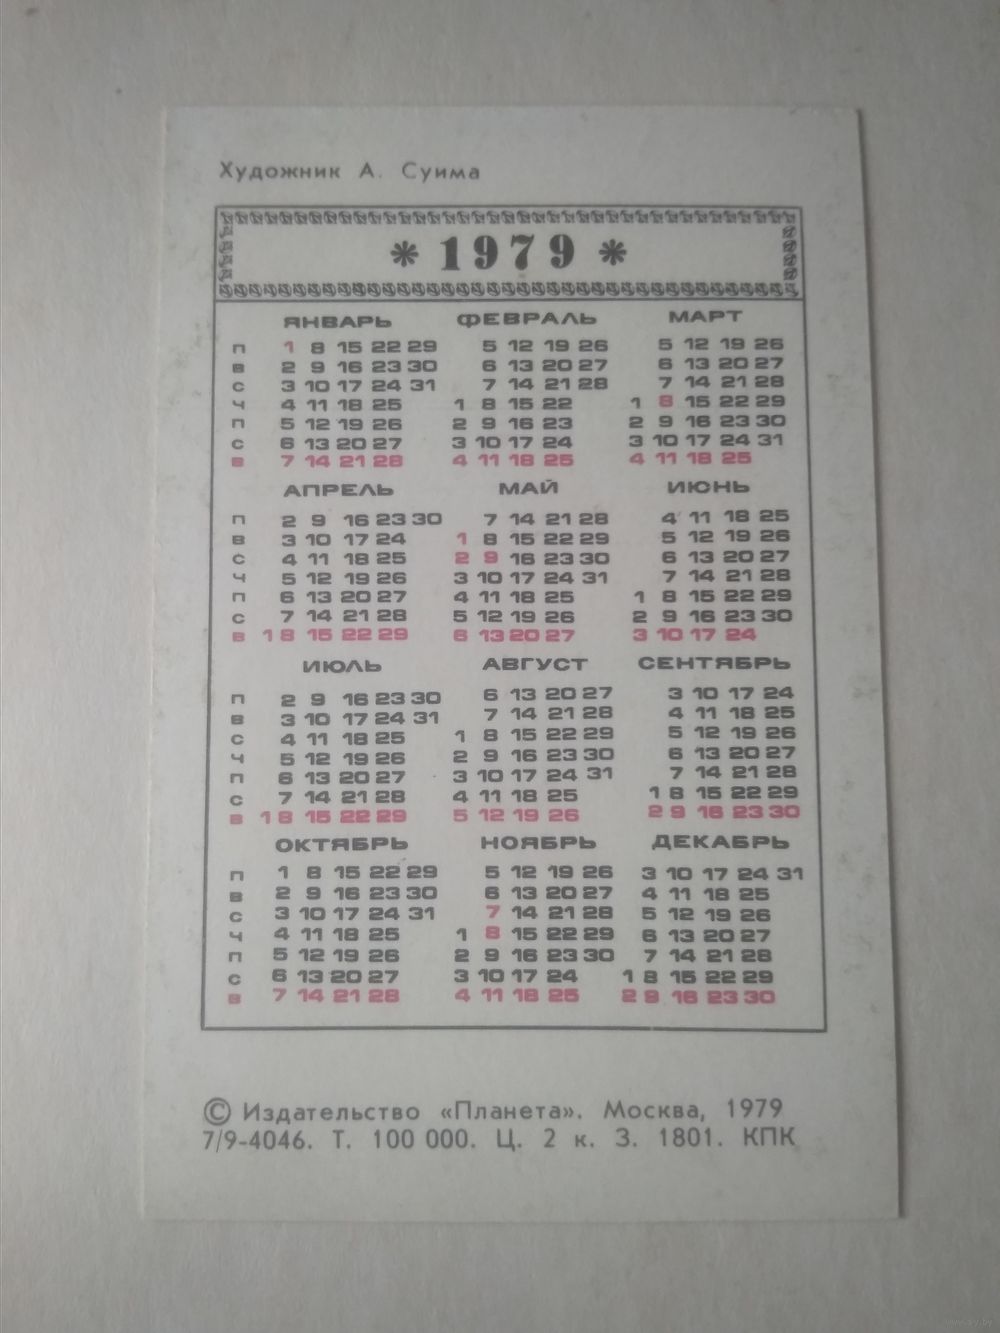 Художник А. Суима
* 1979 *
ЯНВАРЬ ФЕВРАЛЬ МАРТ
П 1 8 15 22 29 5 12 19 26 5 12 19 26
В 2 9 16 23 30 6 13 20 27 6 13 20 27
С 3 10 17 24 31 7 14 21 28 7 14 21 28
Ч 4 11 18 25 1 8 15 22 1 8 15 22 29
П 5 12 19 26 2 9 16 23 2 9 16 23 30
С 6 13 20 27 3 10 17 24 3 10 17 24 31
В 7 14 21 28 4 11 18 25 4 11 18 25
АПРЕЛЬ МАЙ ИЮНЬ
П 2 9 16 23 30 7 14 21 28 4 11 18 25
В 3 10 17 24 1 8 15 22 29 5 12 19 26
С 4 11 18 25 2 9 16 23 30 6 13 20 27
Ч 5 12 19 26 3 10 17 24 31 7 14 21 28
П 6 13 20 27 4 11 18 25 1 8 15 22 29
С 7 14 21 28 5 12 19 26 2 9 16 23 30
В 1 8 15 22 29 6 13 20 27 3 10 17 24
ИЮЛЬ АВГУСТ СЕНТЯБРЬ
П 2 9 16 23 30 6 13 20 27 3 10 17 24
В 3 10 17 24 31 7 14 21 28 4 11 18 25
С 4 11 18 25 1 8 15 22 29 5 12 19 26
Ч 5 12 19 26 2 9 16 23 30 6 13 20 27
П 6 13 20 27 3 10 17 24 31 7 14 21 28
С 7 14 21 28 4 11 18 25 1 8 15 22 29
В 1 8 15 22 29 5 12 19 26 2 9 16 23 30
ОКТЯБРЬ НОЯБРЬ ДЕКАБРЬ
П 1 8 15 22 29 5 12 19 26 3 10 17 24 31
В 2 9 16 23 30 6 13 20 27 4 11 18 25
С 3 10 17 24 31 7 14 21 28 5 12 19 26
Ч 4 11 18 25 1 8 15 22 29 6 13 20 27
П 5 12 19 26 2 9 16 23 30 7 14 21 28
С 6 13 20 27 3 10 17 24 1 8 15 22 29
В 7 14 21 28 4 11 18 25 2 9 16 23 30
© Издательство «Планета». Москва, 1979
7/9-4046. Т. 100 000. Ц. 2 к. З. 1801. КПК